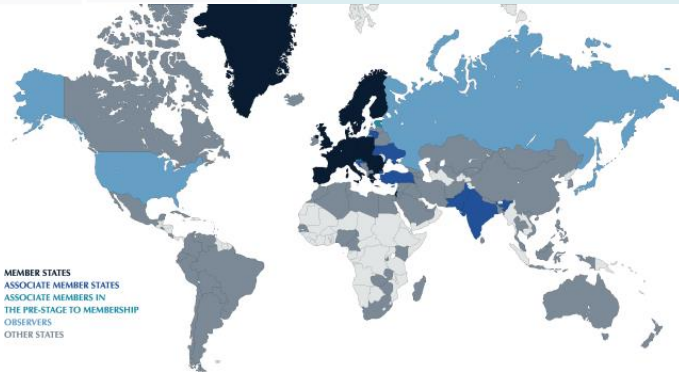 MEMBER STATES
ASSOCIATE MEMBER STATES
ASSOCIATE MEMBERS IN
THE PRE-STAGE TO MEMBERSHIP
OBSERVERS
OTHER STATES